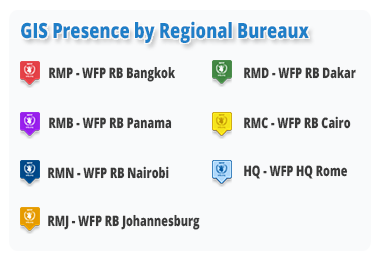 GIS Presence by Regional Bureaux
RMP - WFP RB Bangkok
RMD - WFP RB Dakar
RMB - WFP RB Panama
RMC - WFP RB Cairo
RMN - WFP RB Nairobi
HQ - WFP HQ Rome
RMJ - WFP RB Johannesburg